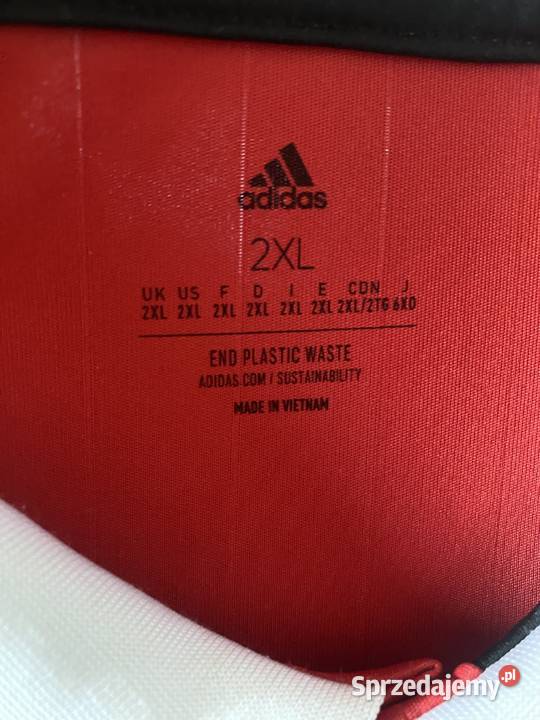 adidas
2XL
UK US F D I E CDN J
2XL 2XL 2XL 2XL 2XL 2XL 2XL/2TG 6XO
END PLASTIC WASTE
ADIDAS.COM / SUSTAINABILITY
MADE IN VIETNAM
Sprzedajemy.pl